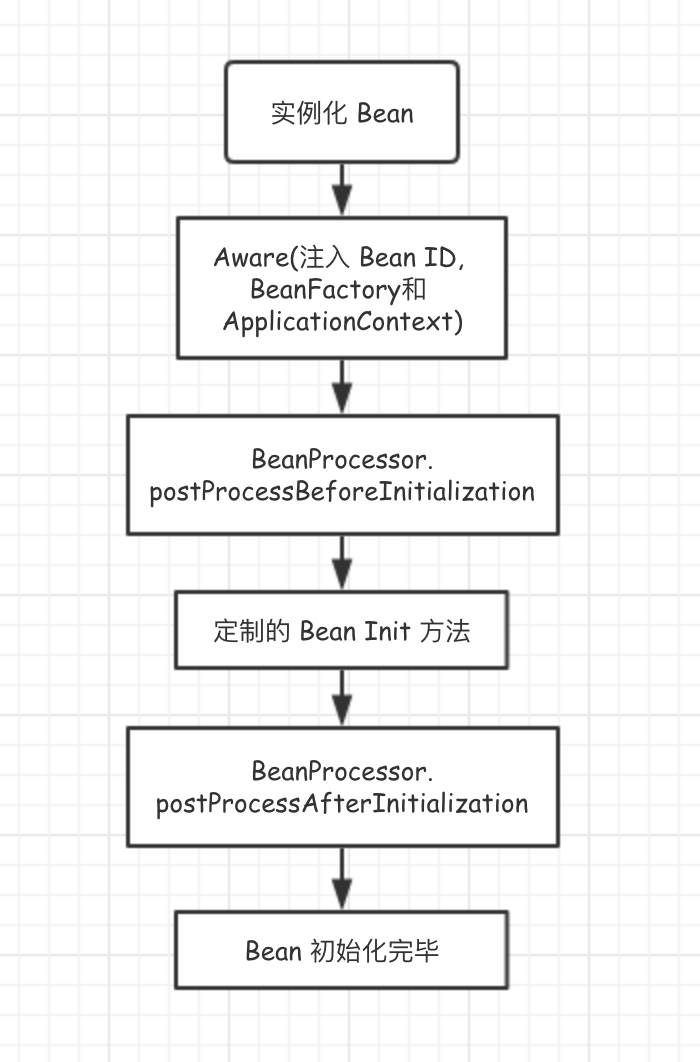 实例化 Bean
Aware(注入 Bean ID,
BeanFactory和
ApplicationContext)
BeanProcessor.
postProcessBeforeInitialization
定制的 Bean Init 方法
BeanProcessor.
postProcessAfterInitialization
Bean 初始化完毕